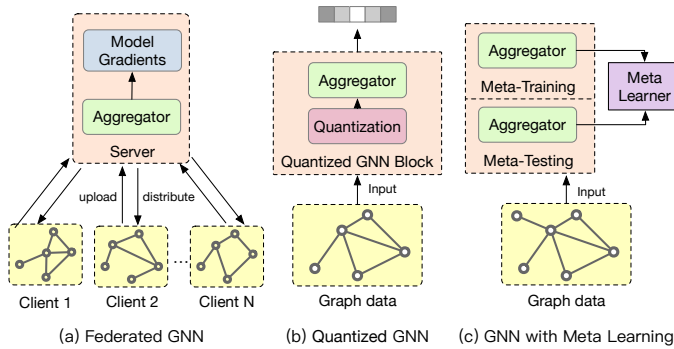 Model
Gradients
Aggregator
Server
upload
distribute
...
Client 1
Client 2
Client N
(a) Federated GNN
Aggregator
Quantization
Quantized GNN Block
Input
Graph data
(b) Quantized GNN
Aggregator
Meta-Training
Aggregator
Meta-Testing
Meta
Learner
Input
Graph data
(c) GNN with Meta Learning